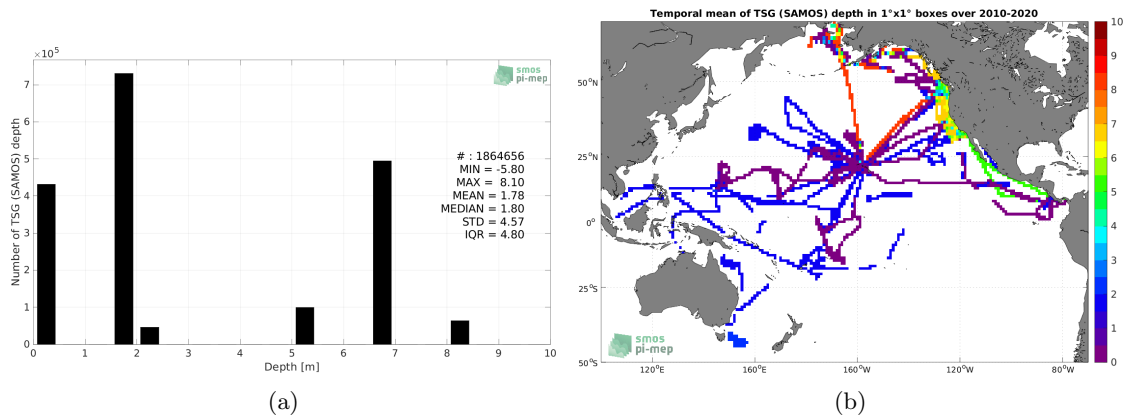 ×10⁵
7
6
5
4
3
2
1
0
Number of TSG (SAMOS) depth
smos
pi-mep
# : 1864656
MIN = -5.80
MAX = 8.10
MEAN = 1.78
MEDIAN = 1.80
STD = 4.57
IQR = 4.80
0 1 2 3 4 5 6 7 8 9 10
Depth [m]
(a)
Temporal mean of TSG (SAMOS) depth in 1°x1° boxes over 2010-2020
50°N
25°N
0°
25°S
50°S
120°E 160°E 160°W 120°W 80°W
smos
pi-mep
10
9
8
7
6
5
4
3
2
1
0
(b)